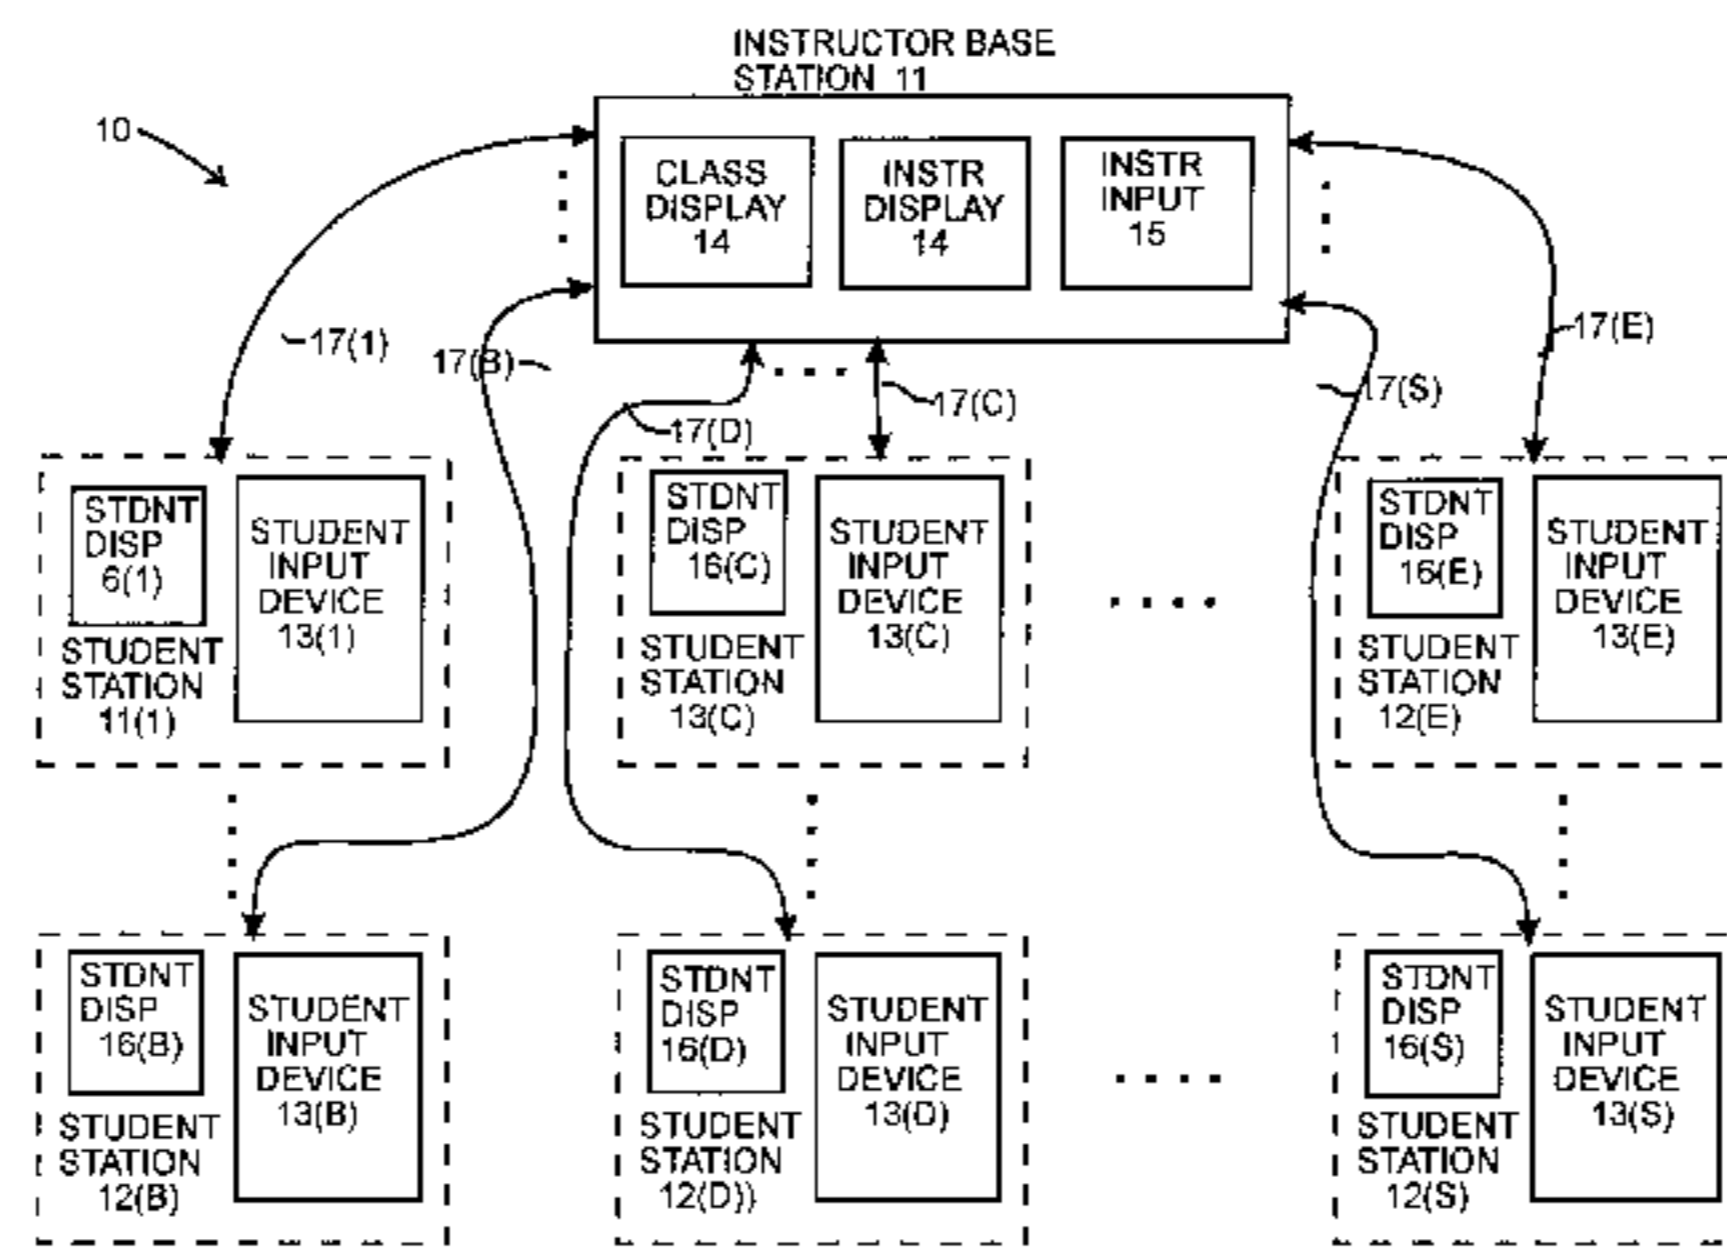 INSTRUCTOR BASE
STATION 11
10
CLASS
DISPLAY
14
INSTR
DISPLAY
14
INSTR
INPUT
15
17(1)
17(B)
17(D)
17(C)
17(S)
17(E)
STDNT
DISP
6(1)
STUDENT
INPUT
DEVICE
13(1)
STUDENT
STATION
11(1)
STDNT
DISP
16(C)
STUDENT
INPUT
DEVICE
13(C)
STUDENT
STATION
13(C)
STDNT
DISP
16(E)
STUDENT
INPUT
DEVICE
13(E)
STUDENT
STATION
12(E)
STDNT
DISP
16(B)
STUDENT
INPUT
DEVICE
13(B)
STUDENT
STATION
12(B)
STDNT
DISP
16(D)
STUDENT
INPUT
DEVICE
13(D)
STUDENT
STATION
12(D))
STDNT
DISP
16(S)
STUDENT
INPUT
DEVICE
13(S)
STUDENT
STATION
12(S)